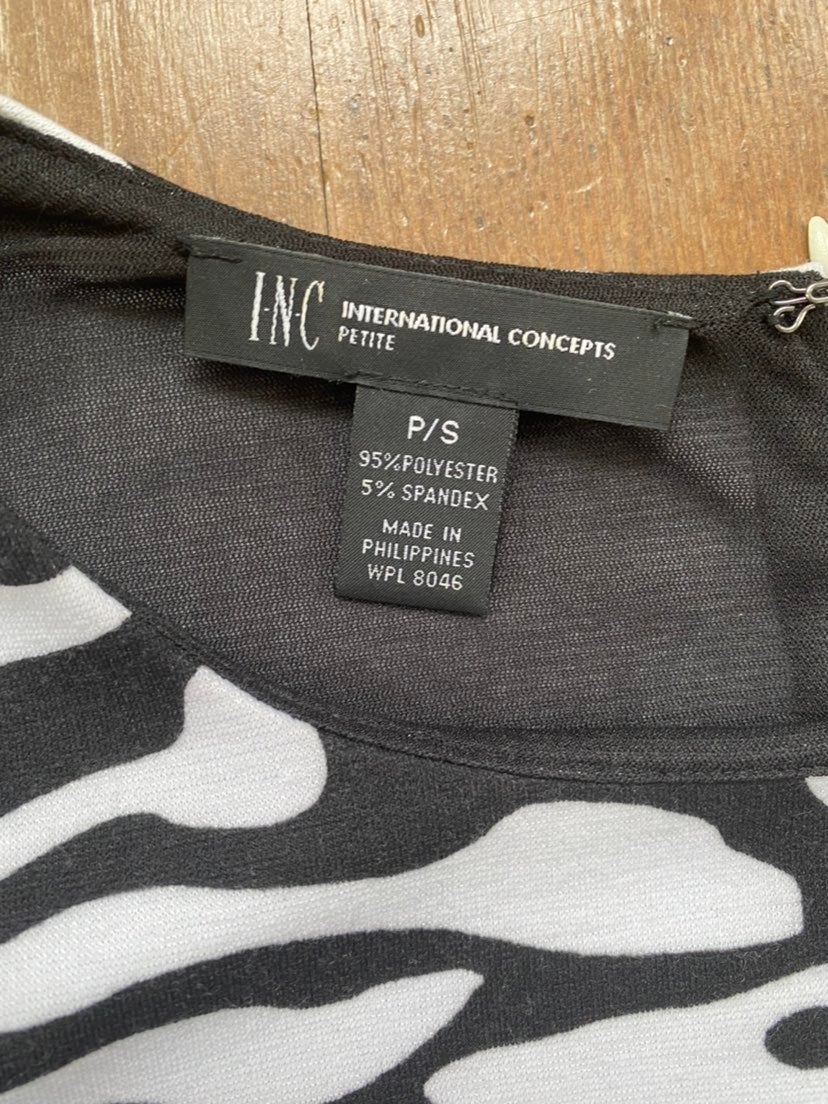 I·N·C INTERNATIONAL CONCEPTS
PETITE
P/S
95%POLYESTER
5% SPANDEX
MADE IN
PHILIPPINES
WPL 8046